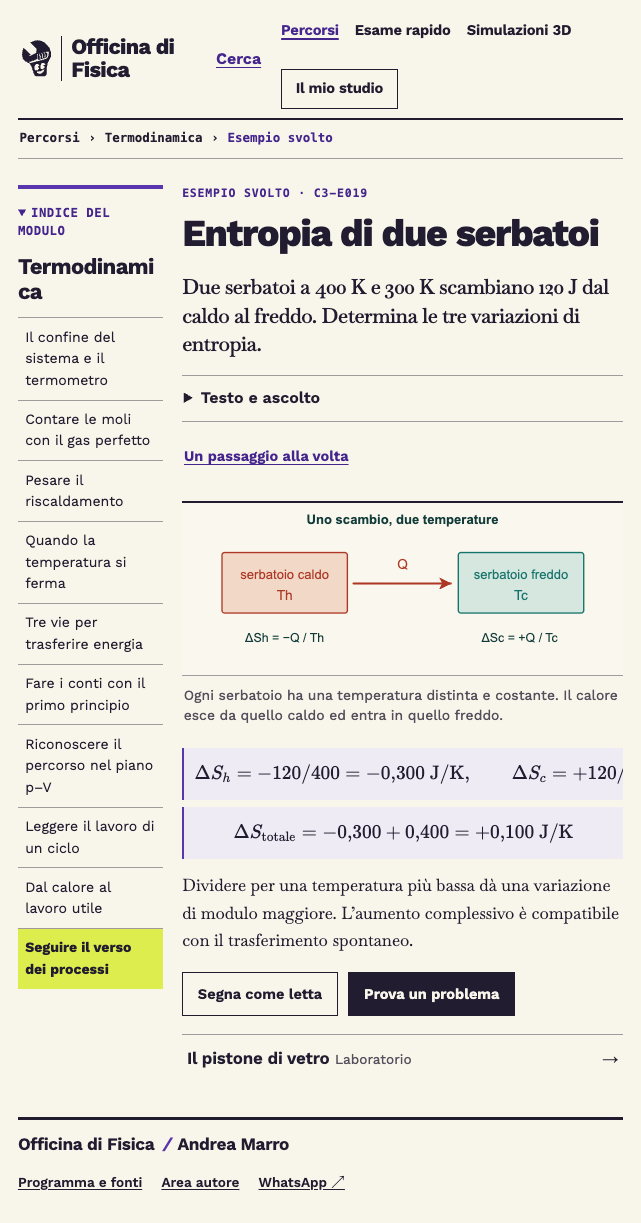 Officina di
Fisica
Cerca
Percorsi Esame rapido Simulazioni 3D
Il mio studio
Percorsi › Termodinamica › Esempio svolto
▼ INDICE DEL
MODULO
Termodinami
ca
Il confine del
sistema e il
termometro
Contare le moli
con il gas perfetto
Pesare il
riscaldamento
Quando la
temperatura si
ferma
Tre vie per
trasferire energia
Fare i conti con il
primo principio
Riconoscere il
percorso nel piano
p–V
Leggere il lavoro di
un ciclo
Dal calore al
lavoro utile
Seguire il verso
dei processi
ESEMPIO SVOLTO · C3–E019
Entropia di due serbatoi
Due serbatoi a 400 K e 300 K scambiano 120 J dal
caldo al freddo. Determina le tre variazioni di
entropia.
▶ Testo e ascolto
Un passaggio alla volta
Uno scambio, due temperature
serbatoio caldo
Th
Q
serbatoio freddo
Tc
ΔSh = −Q / Th
ΔSc = +Q / Tc
Ogni serbatoio ha una temperatura distinta e costante. Il calore
esce da quello caldo ed entra in quello freddo.
ΔS_h = −120/400 = −0,300 J/K, ΔS_c = +120/
ΔS_totale = −0,300 + 0,400 = +0,100 J/K
Dividere per una temperatura più bassa dà una variazione
di modulo maggiore. L’aumento complessivo è compatibile
con il trasferimento spontaneo.
Segna come letta
Prova un problema
Il pistone di vetro Laboratorio →
Officina di Fisica / Andrea Marro
Programma e fonti Area autore WhatsApp ↗